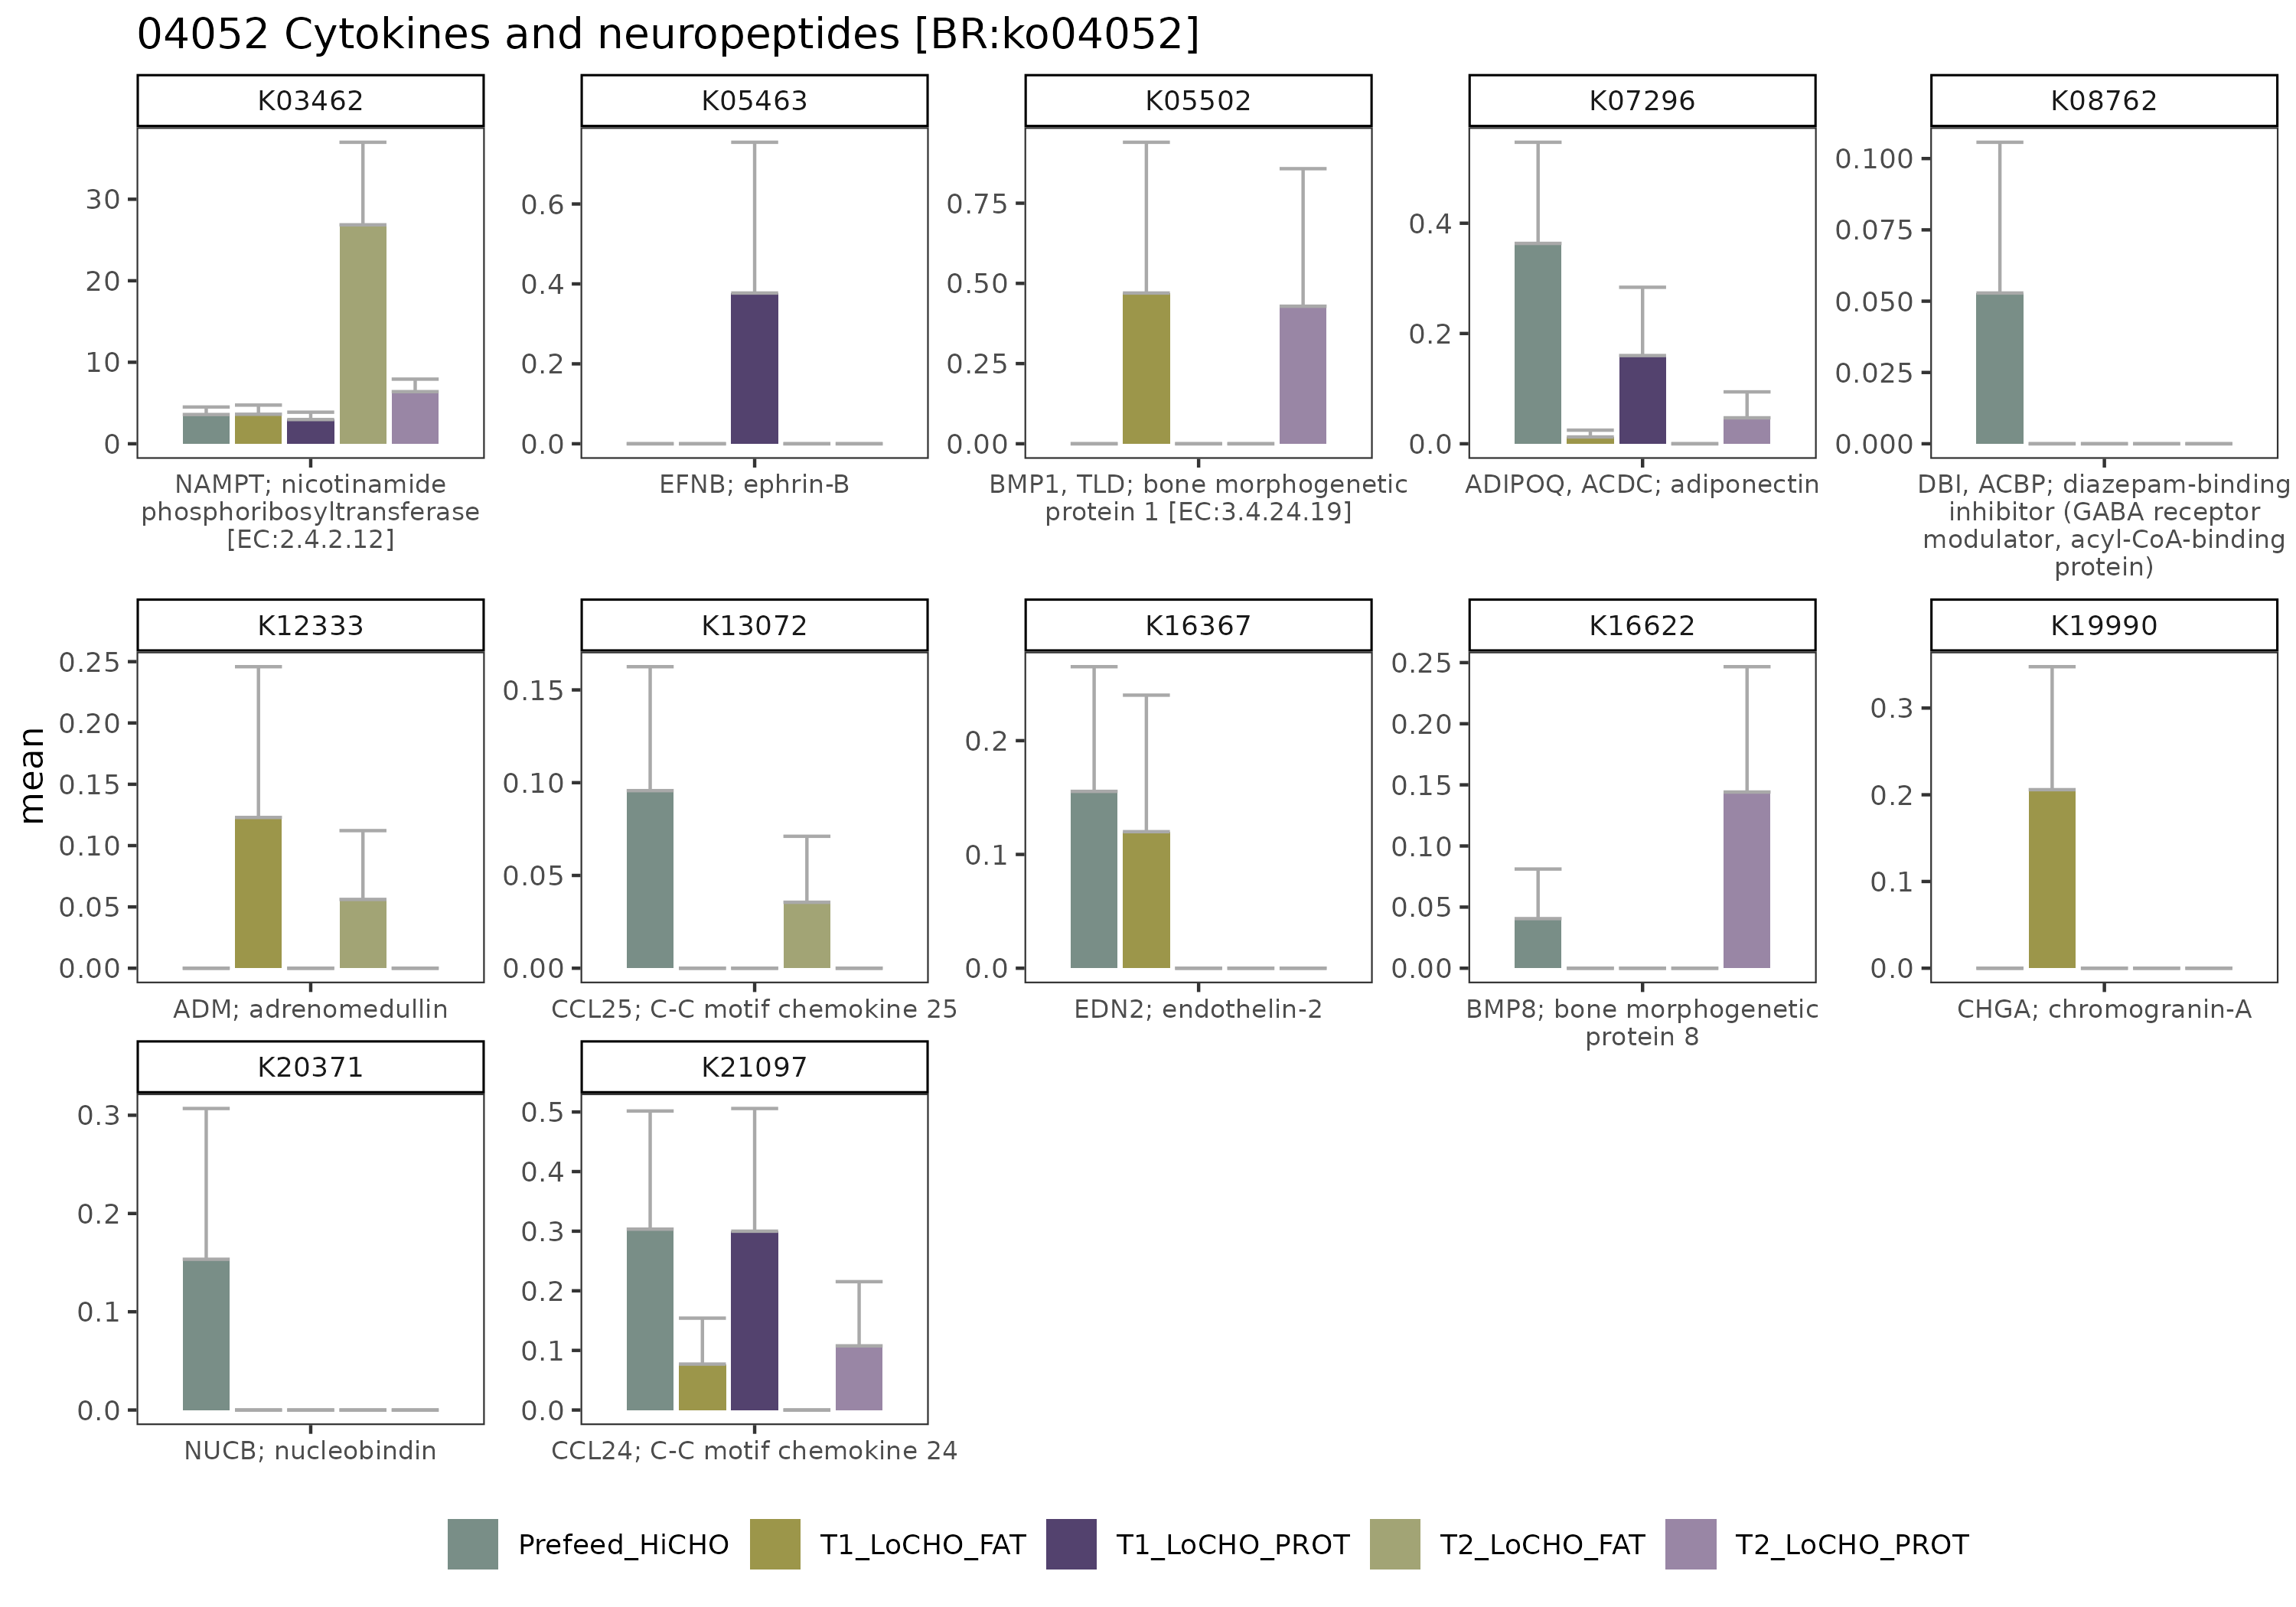 04052 Cytokines and neuropeptides [BR:ko04052]
K03462
30
20
10
0
NAMPT; nicotinamide
phosphoribosyltransferase
[EC:2.4.2.12]
K05463
0.6
0.4
0.2
0.0
EFNB; ephrin-B
K05502
0.75
0.50
0.25
0.00
BMP1, TLD; bone morphogenetic
protein 1 [EC:3.4.24.19]
K07296
0.4
0.2
0.0
ADIPOQ, ACDC; adiponectin
K08762
0.100
0.075
0.050
0.025
0.000
DBI, ACBP; diazepam-binding
inhibitor (GABA receptor
modulator, acyl-CoA-binding
protein)
mean
K12333
0.25
0.20
0.15
0.10
0.05
0.00
ADM; adrenomedullin
K13072
0.15
0.10
0.05
0.00
CCL25; C-C motif chemokine 25
K16367
0.2
0.1
0.0
EDN2; endothelin-2
K16622
0.25
0.20
0.15
0.10
0.05
0.00
BMP8; bone morphogenetic
protein 8
K19990
0.3
0.2
0.1
0.0
CHGA; chromogranin-A
K20371
0.3
0.2
0.1
0.0
NUCB; nucleobindin
K21097
0.5
0.4
0.3
0.2
0.1
0.0
CCL24; C-C motif chemokine 24
Prefeed_HiCHO
T1_LoCHO_FAT
T1_LoCHO_PROT
T2_LoCHO_FAT
T2_LoCHO_PROT